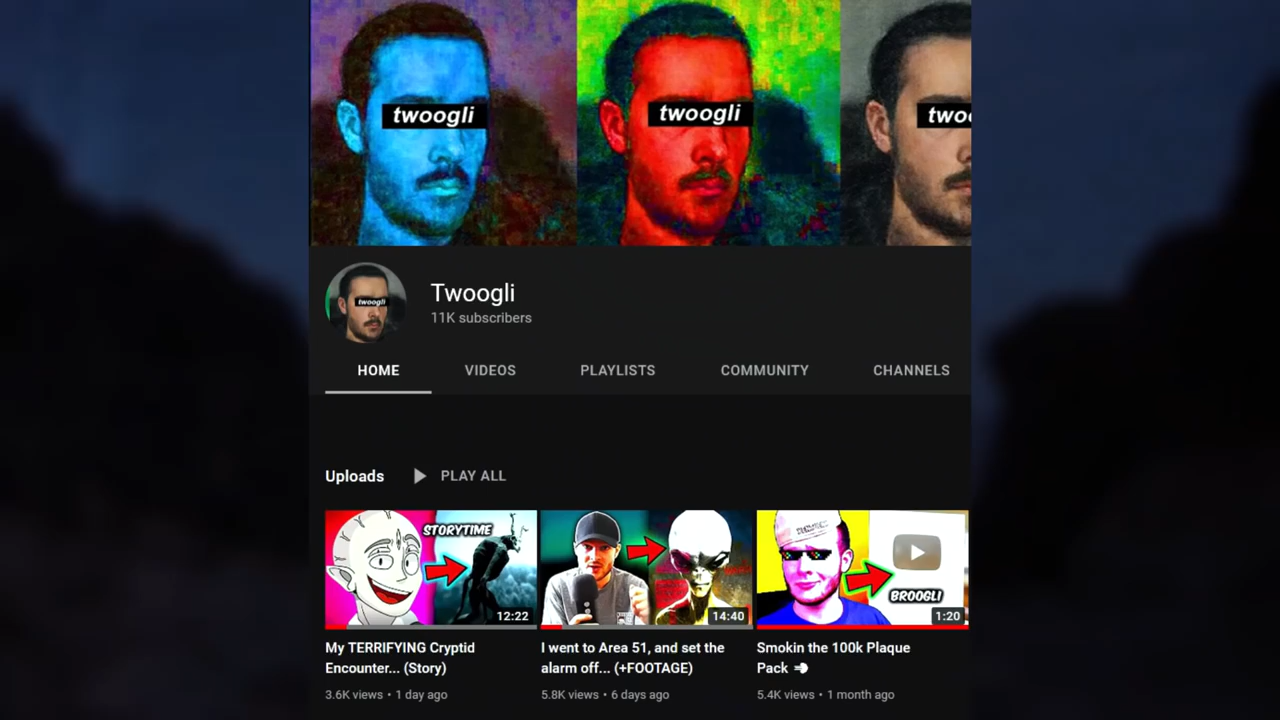 twoogli
twoogli
twoo
twoogli
Twoogli
11K subscribers
HOME
VIDEOS
PLAYLISTS
COMMUNITY
CHANNELS
Uploads
PLAY ALL
STORYTIME
12:22
14:40
BROOGLI
1:20
My TERRIFYING Cryptid
Encounter... (Story)
3.6K views • 1 day ago
I went to Area 51, and set the
alarm off... (+FOOTAGE)
5.8K views • 6 days ago
Smokin the 100k Plaque
Pack 💨
5.4K views • 1 month ago